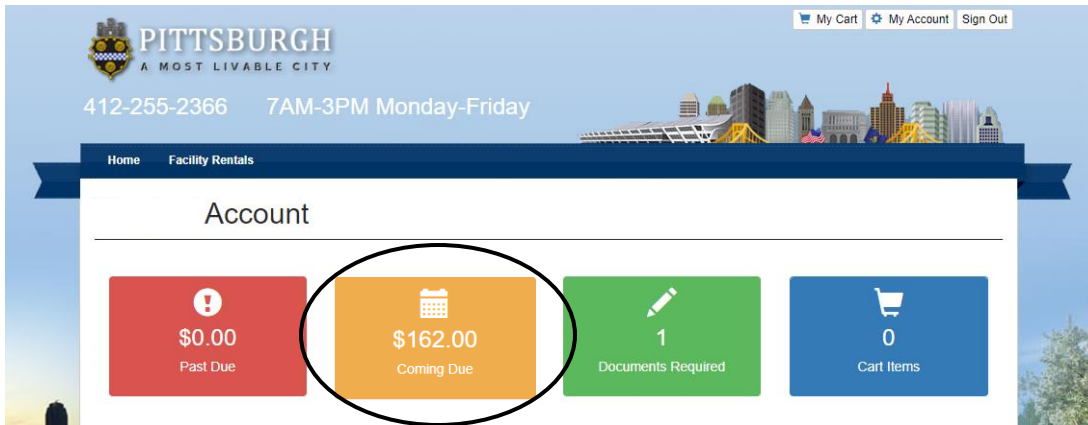 My Cart My Account Sign Out
PITTSBURGH
A MOST LIVABLE CITY
412-255-2366 7AM-3PM Monday-Friday
Home Facility Rentals
Account
$0.00
Past Due
$162.00
Coming Due
1
Documents Required
0
Cart Items